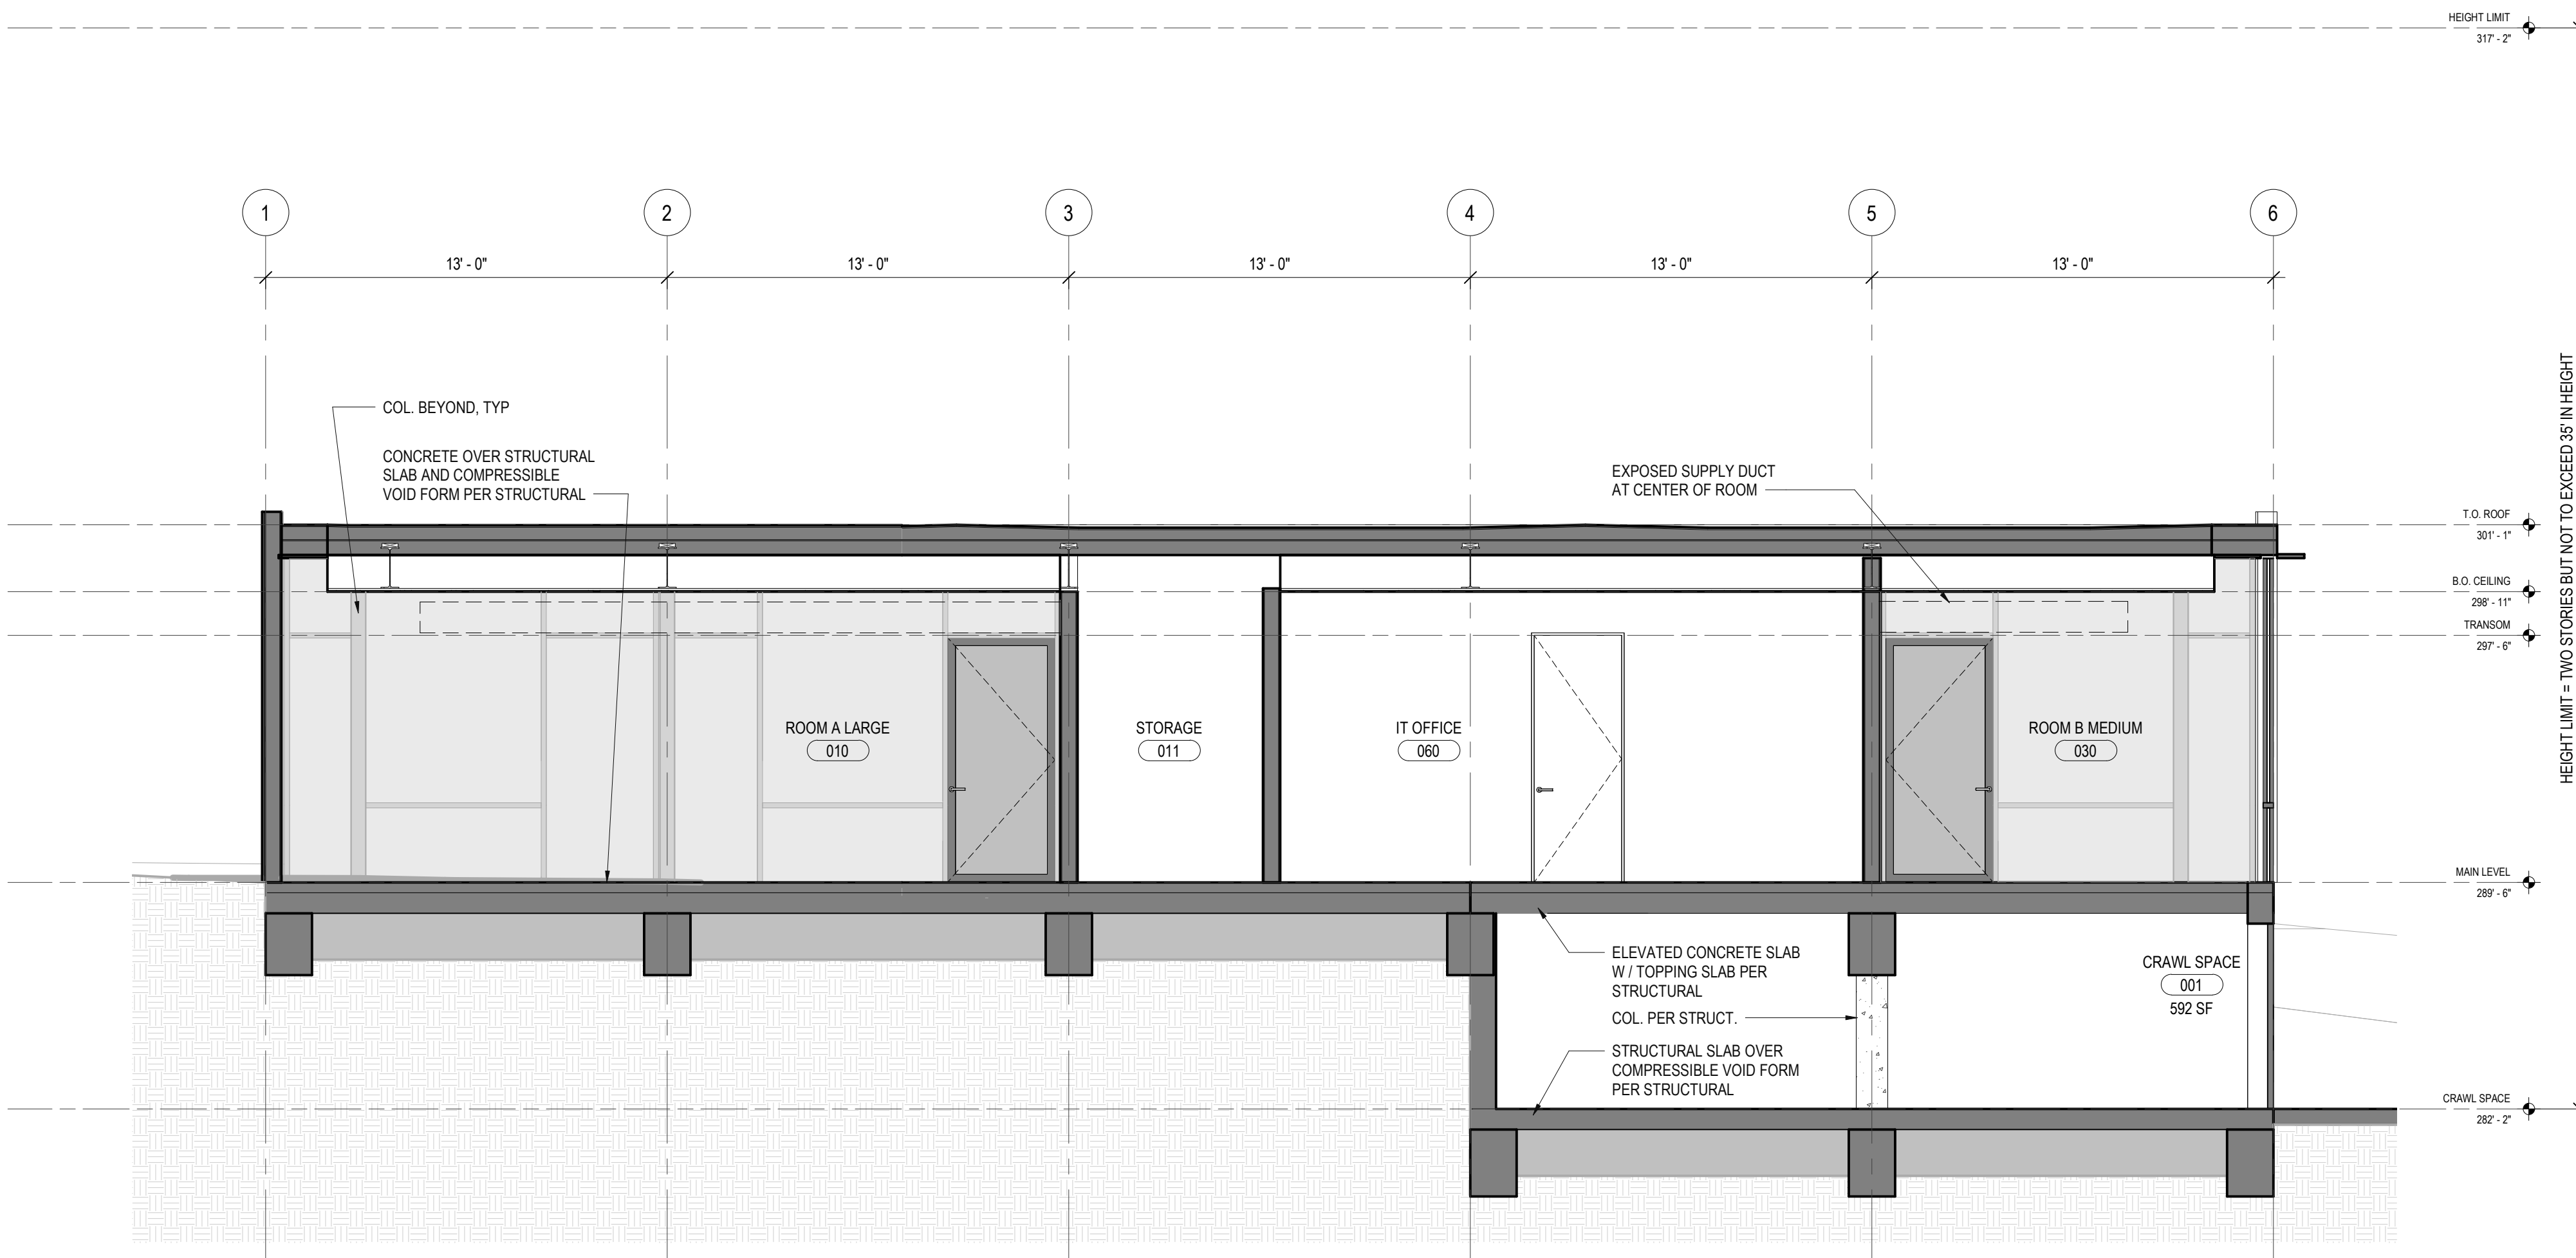 HEIGHT LIMIT
317' - 2"
1
2
3
4
5
6
13' - 0"
13' - 0"
13' - 0"
13' - 0"
13' - 0"
COL. BEYOND, TYP
CONCRETE OVER STRUCTURAL
SLAB AND COMPRESSIBLE
VOID FORM PER STRUCTURAL
EXPOSED SUPPLY DUCT
AT CENTER OF ROOM
T.O. ROOF
301' - 1"
B.O. CEILING
298' - 11"
TRANSOM
297' - 6"
HEIGHT LIMIT = TWO STORIES BUT NOT TO EXCEED 35' IN HEIGHT
ROOM A LARGE
010
STORAGE
011
IT OFFICE
060
ROOM B MEDIUM
030
MAIN LEVEL
289' - 6"
ELEVATED CONCRETE SLAB
W / TOPPING SLAB PER
STRUCTURAL
COL. PER STRUCT.
STRUCTURAL SLAB OVER
COMPRESSIBLE VOID FORM
PER STRUCTURAL
CRAWL SPACE
001
592 SF
CRAWL SPACE
282' - 2"